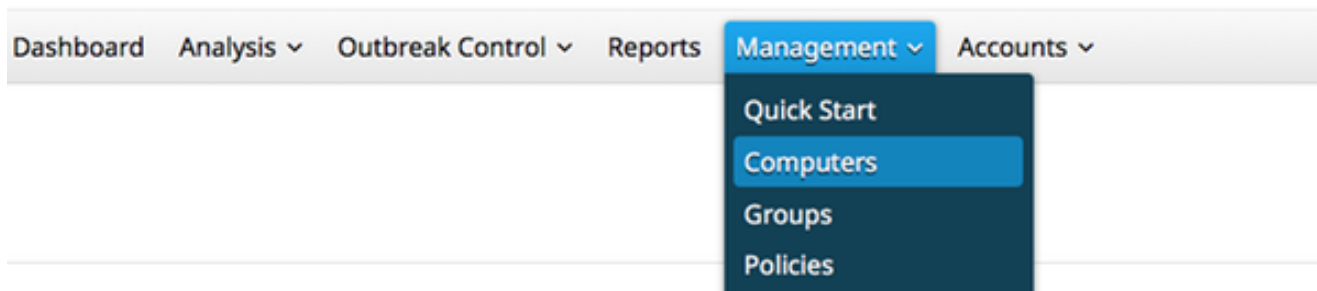 Dashboard Analysis Outbreak Control Reports Management Accounts
Quick Start
Computers
Groups
Policies